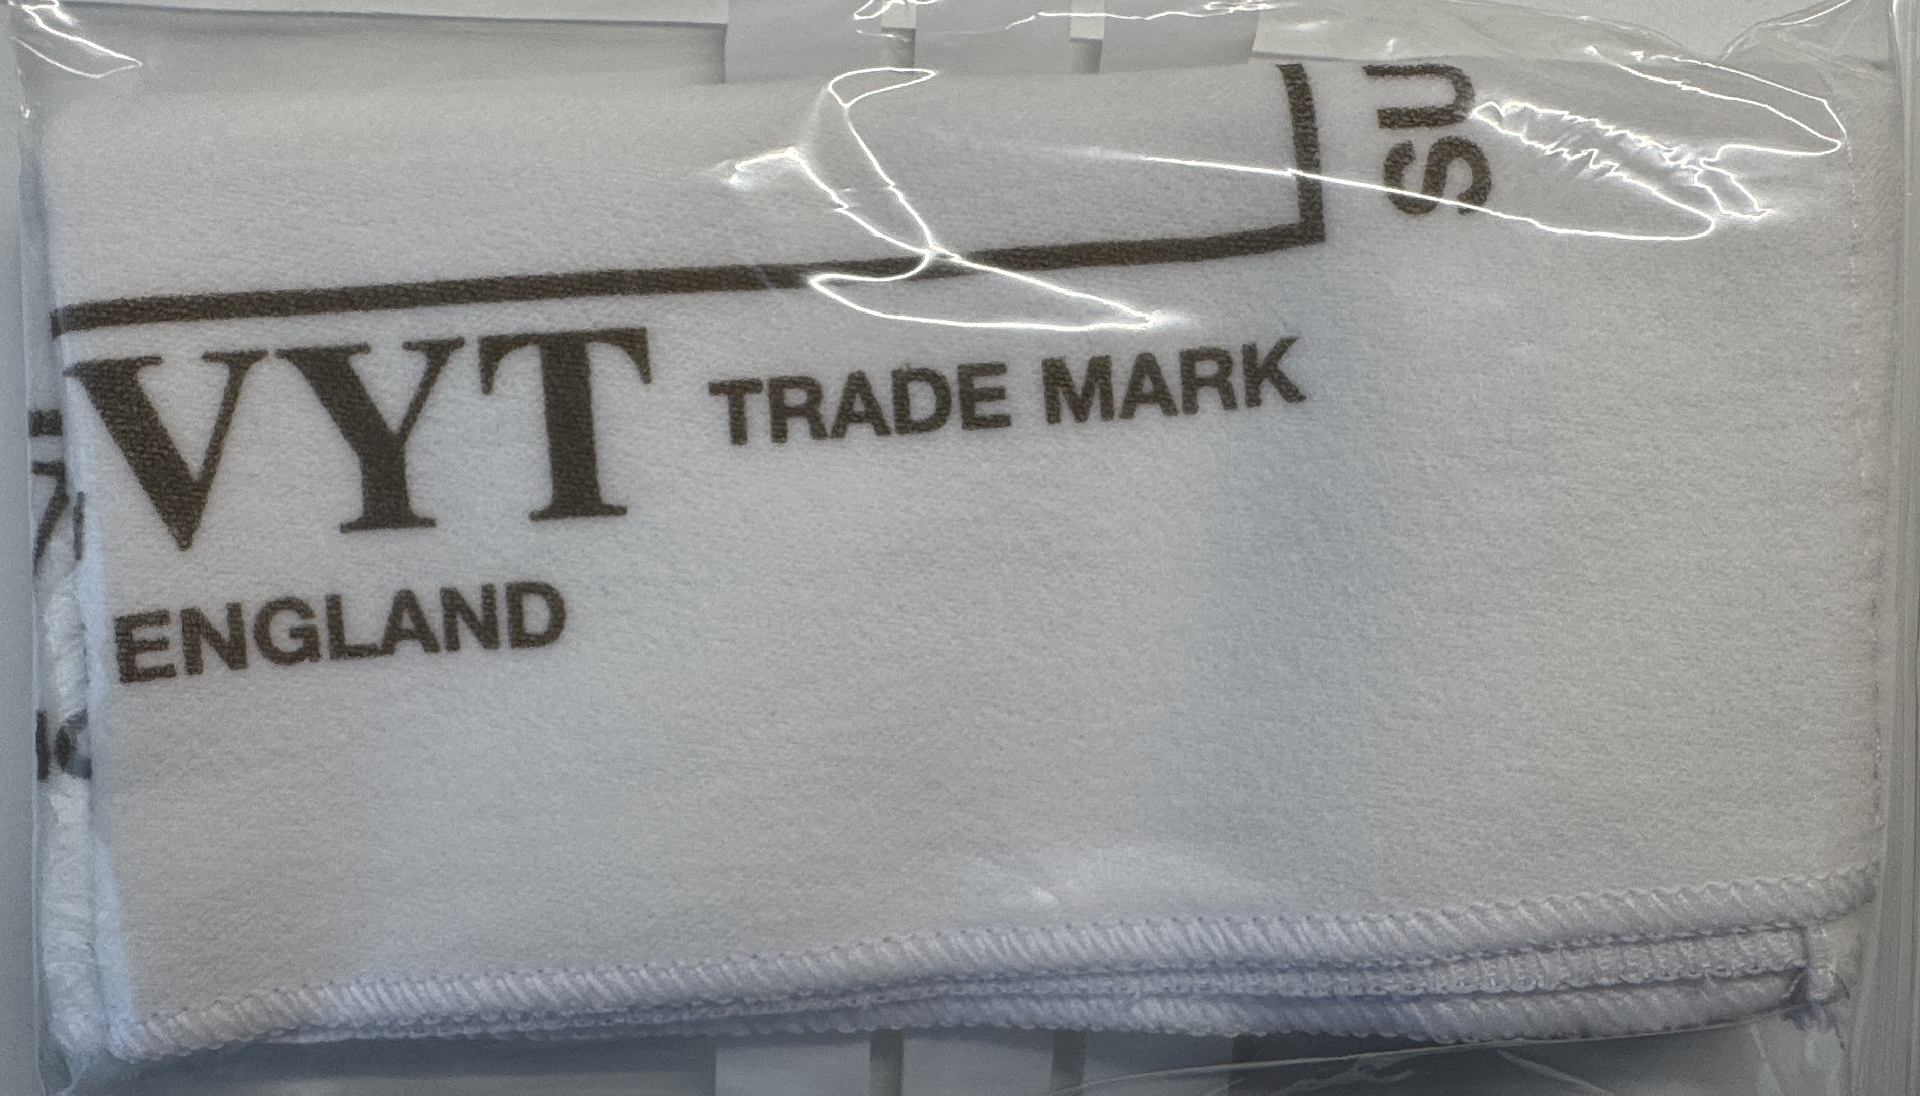 SU
VYT TRADE MARK
ENGLAND